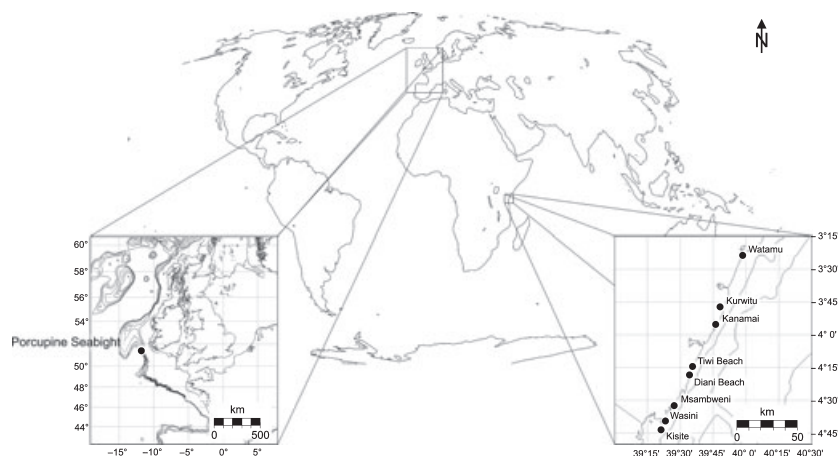 N
60°
58°
56°
54°
Porcupine Seabight
50°
48°
46°
44°
km
0 500
−15° −10° −5° 0° 5°
3°15'
Watamu
3°30'
3°45'
Kurwitu
Kanamai
4° 0'
Tiwi Beach
4°15'
Diani Beach
Msambweni
4°30'
Wasini
km
Kisite
0 50
4°45'
39°15' 39°30' 39°45' 40° 0' 40°15' 40°30'